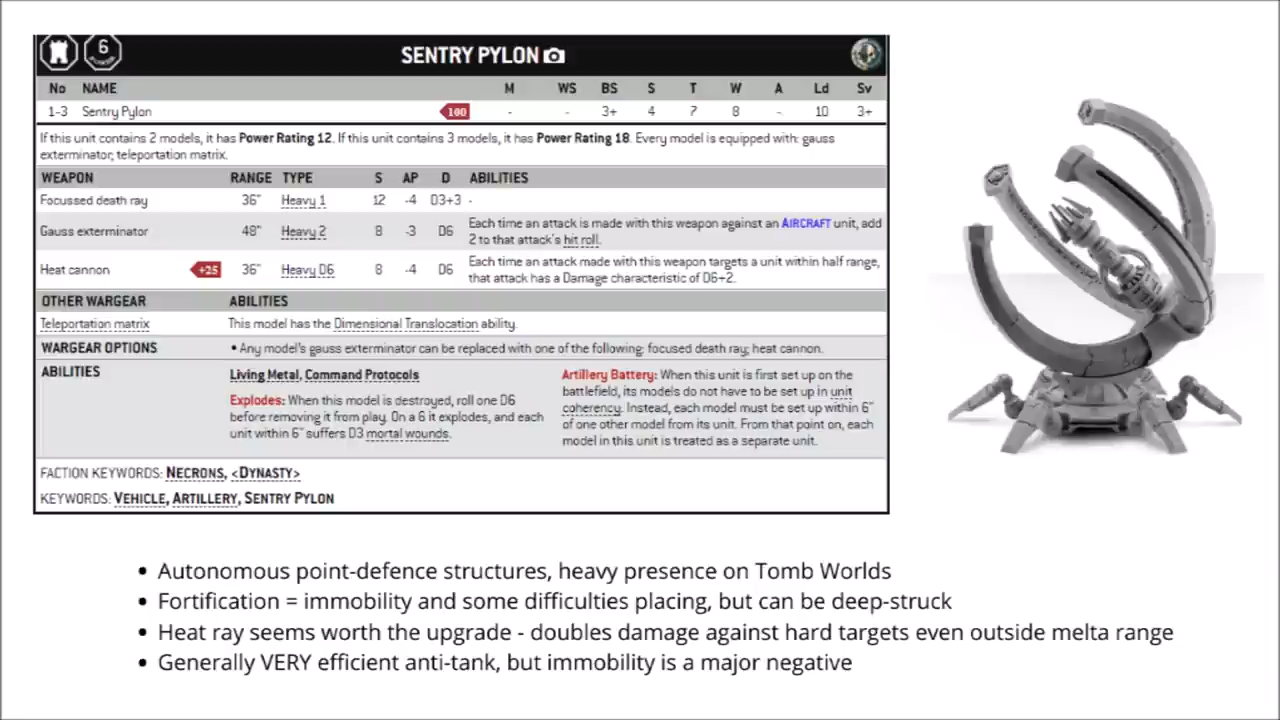 6
POWER
SENTRY PYLON
No NAME M WS BS S T W A Ld Sv
1-3 Sentry Pylon 100 - - 3+ 4 7 8 - 10 3+
If this unit contains 2 models, it has Power Rating 12. If this unit contains 3 models, it has Power Rating 18. Every model is equipped with: gauss
exterminator; teleportation matrix.
WEAPON RANGE TYPE S AP D ABILITIES
Focussed death ray 36" Heavy 1 12 -4 D3+3 -
Gauss exterminator 48" Heavy 2 8 -3 D6 Each time an attack is made with this weapon against an AIRCRAFT unit, add
2 to that attack's hit roll.
Heat cannon +25 36" Heavy D6 8 -4 D6 Each time an attack made with this weapon targets a unit within half range,
that attack has a Damage characteristic of D6+2.
OTHER WARGEAR ABILITIES
Teleportation matrix This model has the Dimensional Translocation ability.
WARGEAR OPTIONS • Any model's gauss exterminator can be replaced with one of the following: focused death ray; heat cannon.
ABILITIES
Living Metal, Command Protocols
Explodes: When this model is destroyed, roll one D6
before removing it from play. On a 6 it explodes, and each
unit within 6" suffers D3 mortal wounds.
Artillery Battery: When this unit is first set up on the
battlefield, its models do not have to be set up in unit
coherency. Instead, each model must be set up within 6"
of one other model from its unit. From that point on, each
model in this unit is treated as a separate unit.
FACTION KEYWORDS: NECRONS, <DYNASTY>
KEYWORDS: VEHICLE, ARTILLERY, SENTRY PYLON
• Autonomous point-defence structures, heavy presence on Tomb Worlds
• Fortification = immobility and some difficulties placing, but can be deep-struck
• Heat ray seems worth the upgrade - doubles damage against hard targets even outside melta range
• Generally VERY efficient anti-tank, but immobility is a major negative